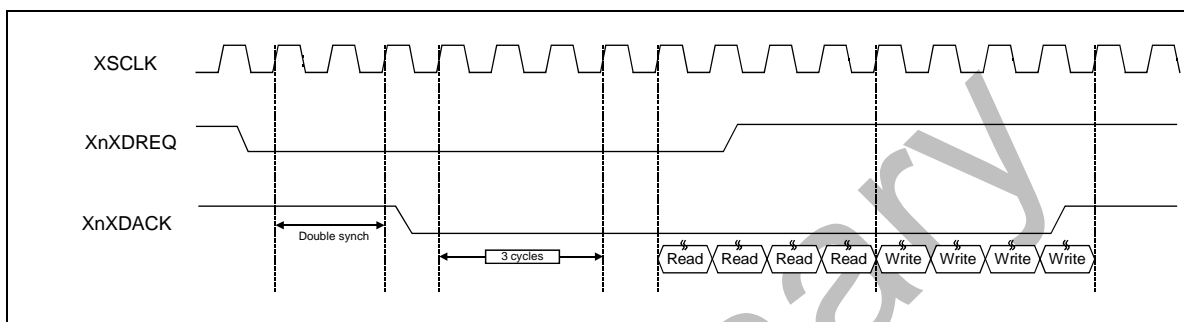 XSCLK
XnXDREQ
XnXDACK
Double synch
3 cycles
Read Read Read Read Write Write Write Write